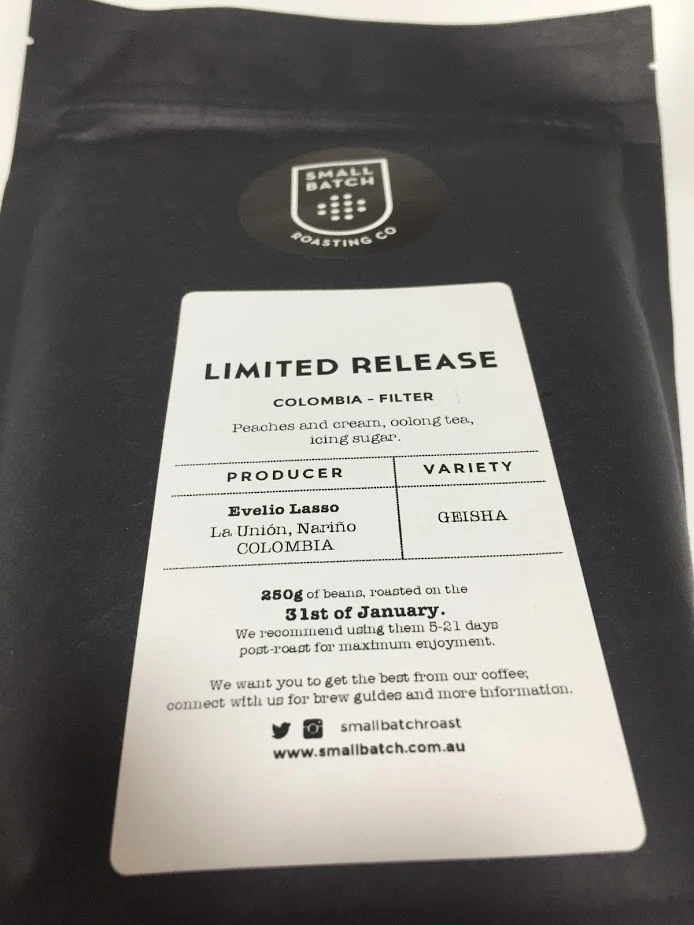 SMALL
BATCH
ROASTING CO
LIMITED RELEASE
COLOMBIA - FILTER
Peaches and cream, oolong tea,
icing sugar.
PRODUCER VARIETY
Evelio Lasso
La Unión, Nariño
COLOMBIA
GEISHA
250g of beans, roasted on the
31st of January.
We recommend using them 5-21 days
post-roast for maximum enjoyment.
We want you to get the best from our coffee;
connect with us for brew guides and more information.
smallbatchroast
www.smallbatch.com.au